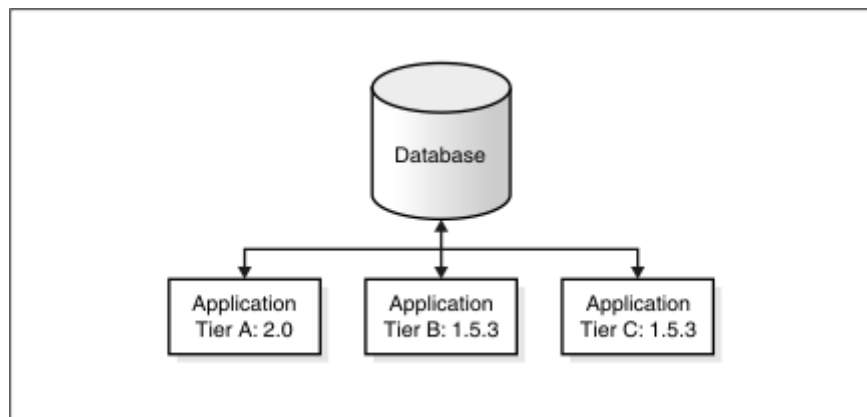 Database
Application
Tier A: 2.0
Application
Tier B: 1.5.3
Application
Tier C: 1.5.3